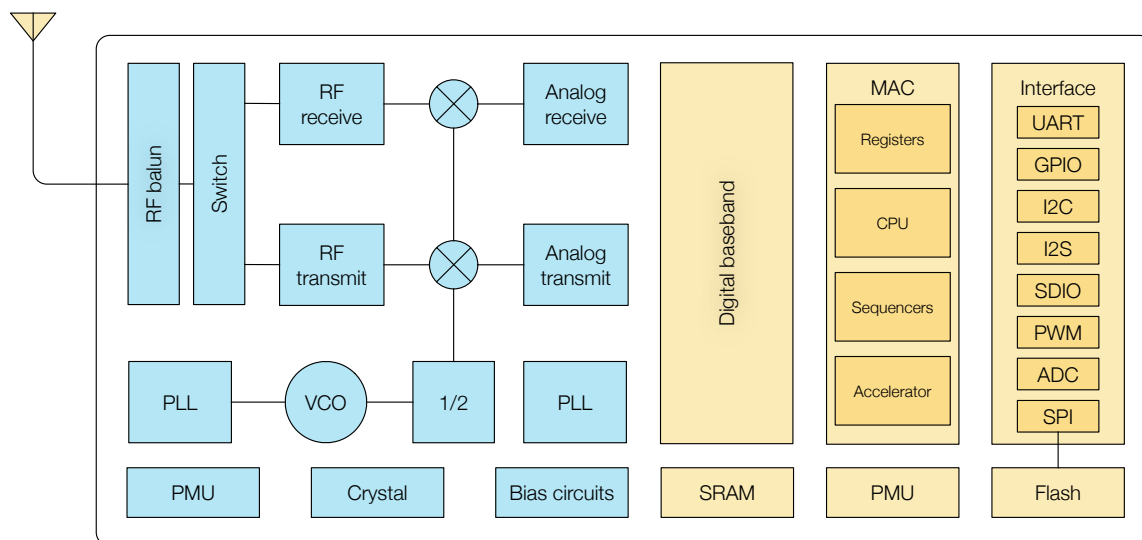 RF balun
Switch
RF
receive
Analog
receive
RF
transmit
Analog
transmit
PLL
VCO
1/2
PLL
PMU
Crystal
Bias circuits
Digital baseband
SRAM
MAC
Registers
CPU
Sequencers
Accelerator
PMU
Interface
UART
GPIO
I2C
I2S
SDIO
PWM
ADC
SPI
Flash